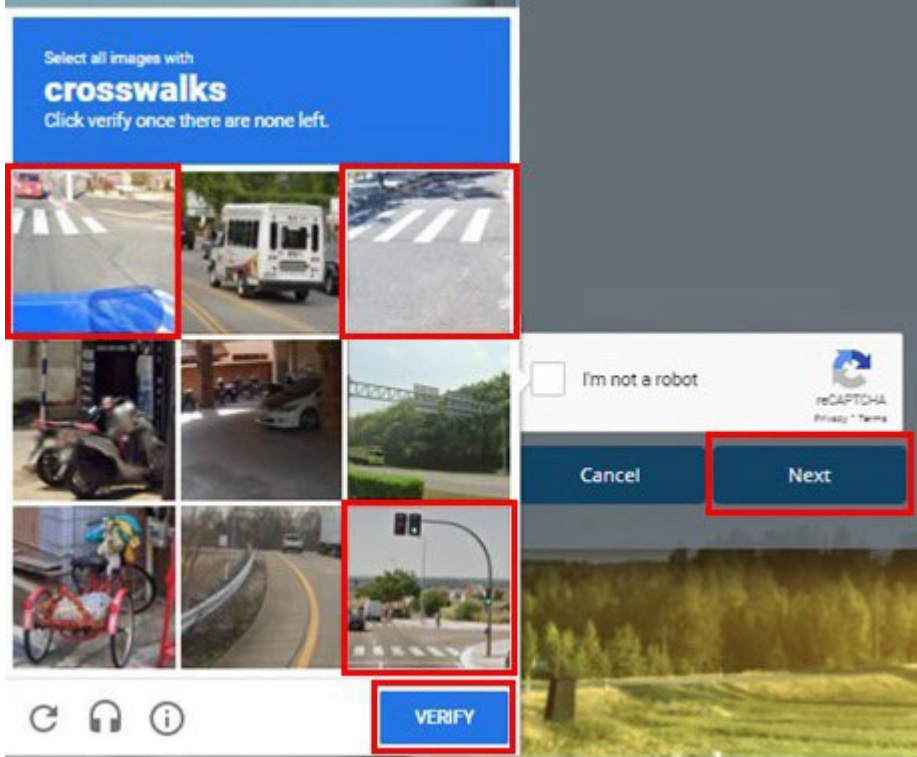 Select all images with
crosswalks
Click verify once there are none left.
I'm not a robot
reCAPTCHA
Privacy - Terms
Cancel
Next
VERIFY